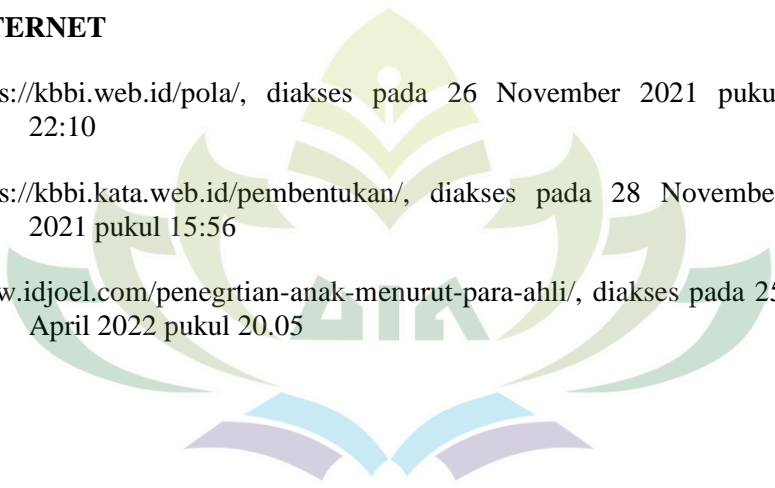 TERNET
s://kbbi.web.id/pola/, diakses pada 26 November 2021 puku
22:10
s://kbbi.kata.web.id/pembentukan/, diakses pada 28 Novembe
2021 pukul 15:56
w.idjoel.com/penegrtian-anak-menurut-para-ahli/, diakses pada 25
April 2022 pukul 20.05